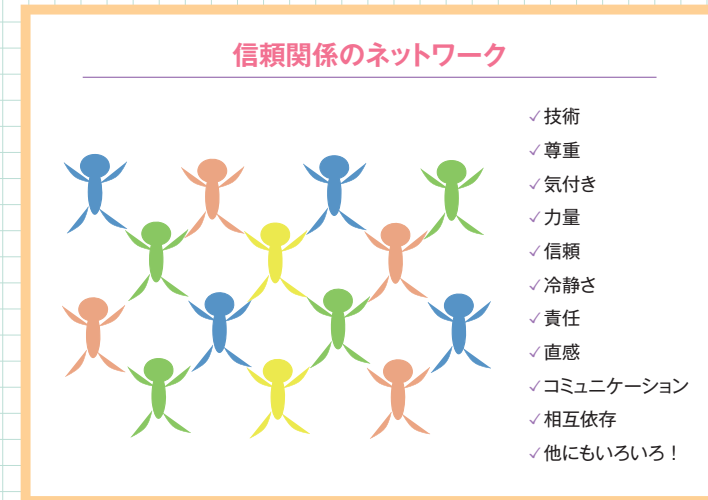 信頼関係のネットワーク
✓技術
✓尊重
✓気付き
✓力量
✓信頼
✓冷静さ
✓責任
✓直感
✓コミュニケーション
✓相互依存
✓他にもいろいろ！